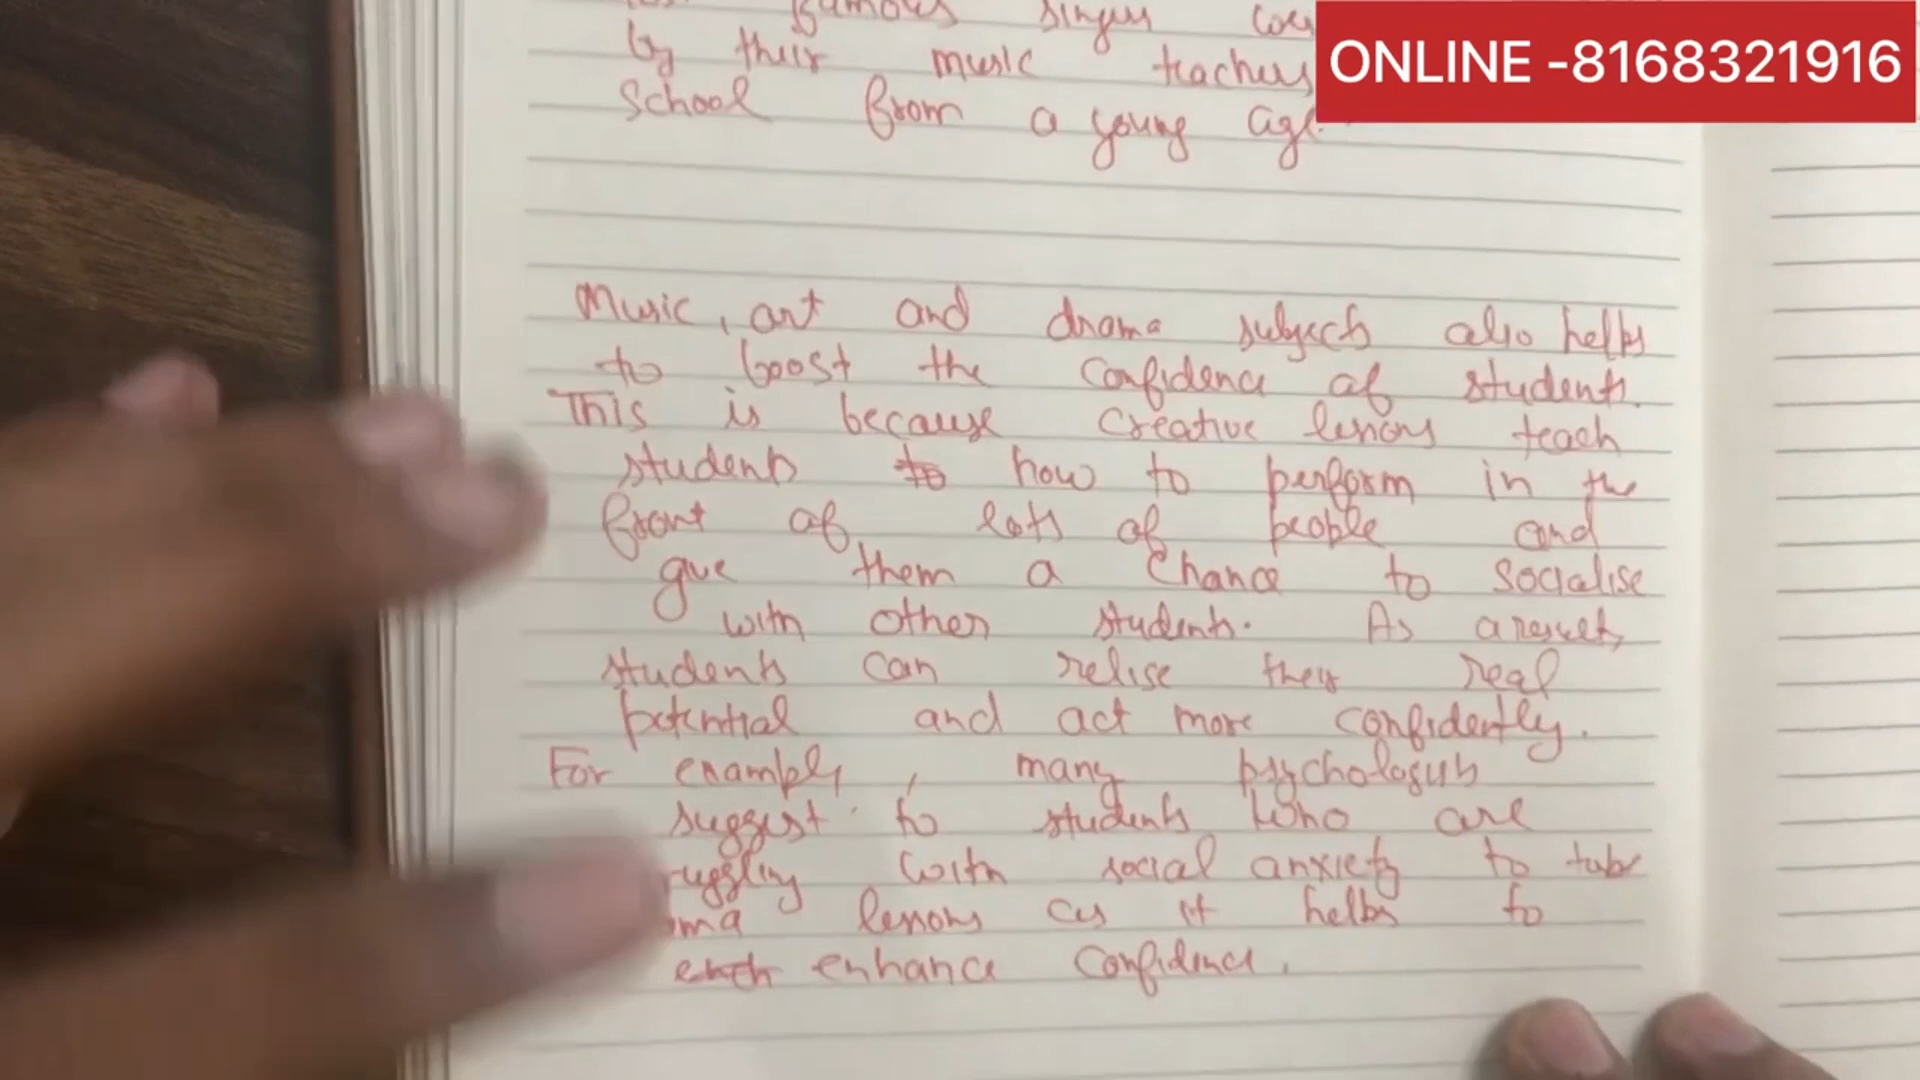 famous singers
by their music teachers
School from a young age.
ONLINE -8168321916
Music, art and drama subjects also helps
to boost the confidence of students.
This is because creative lessons teach
students to how to perform in the
front of lots of people and
give them a chance to socialise
with other students. As a result,
students can relise their real
potential and act more confidently.
For example, many psychologists
suggest to students who are
with social anxiety to take
lessons as it helps to
enhance confidence.